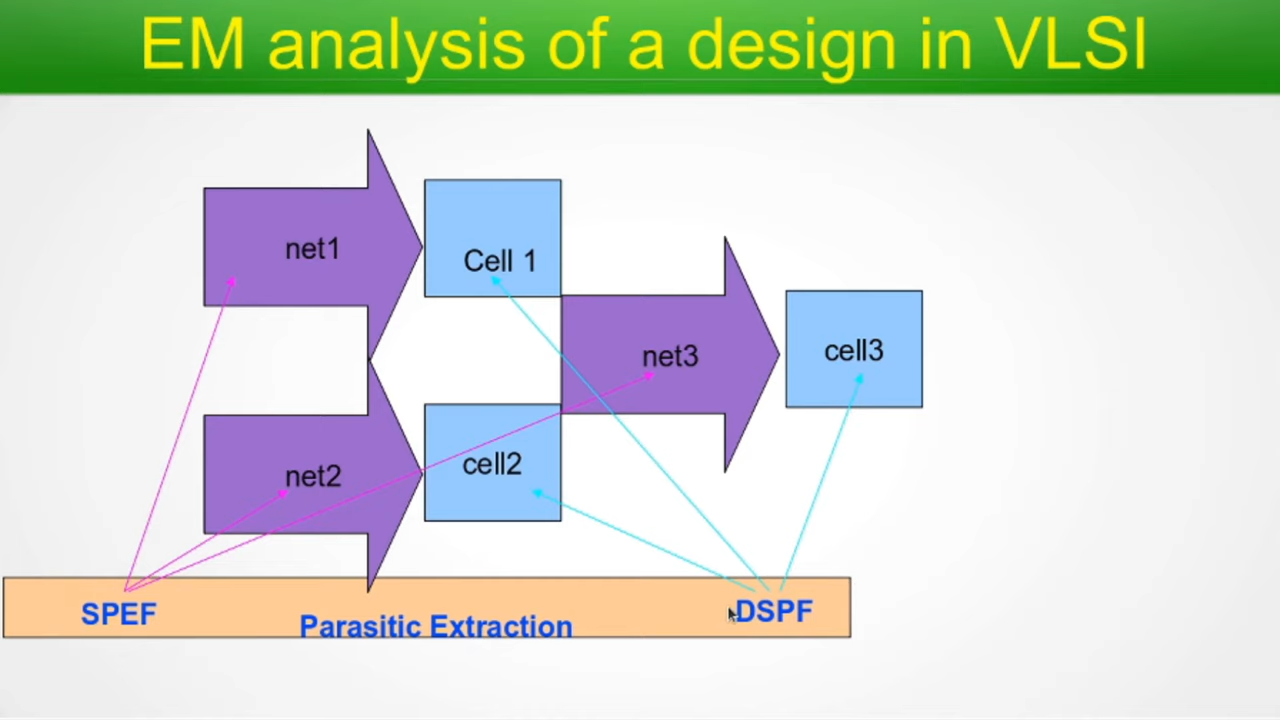 EM analysis of a design in VLSI
net1
Cell 1
net3
cell3
net2
cell2
SPEF
Parasitic Extraction
DSPF